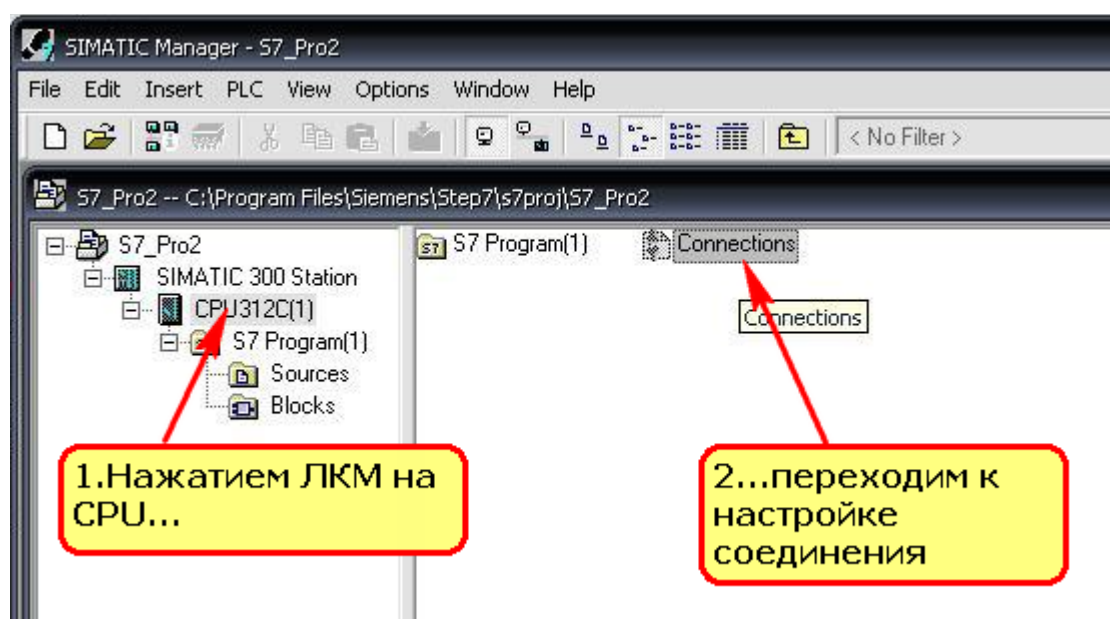 SIMATIC Manager - S7_Pro2
File Edit Insert PLC View Options Window Help
< No Filter >
S7_Pro2 -- C:\Program Files\Siemens\Step7\s7proj\S7_Pro2
S7_Pro2
SIMATIC 300 Station
CPU312C(1)
S7 Program(1)
Sources
Blocks
S7 Program(1)
Connections
Connections
1.Нажатием ЛКМ на
CPU...
2...переходим к
настройке
соединения